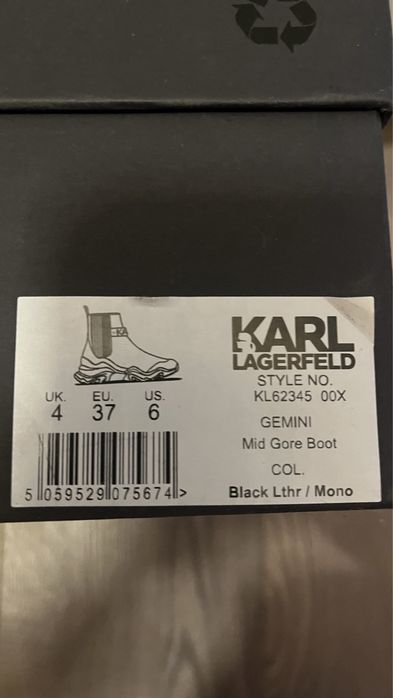 KARL
LAGERFELD
STYLE NO.
KL62345 00X
GEMINI
Mid Gore Boot
COL.
Black Lthr / Mono
KA
UK. EU. US.
4 37 6
5 059529 075674 >